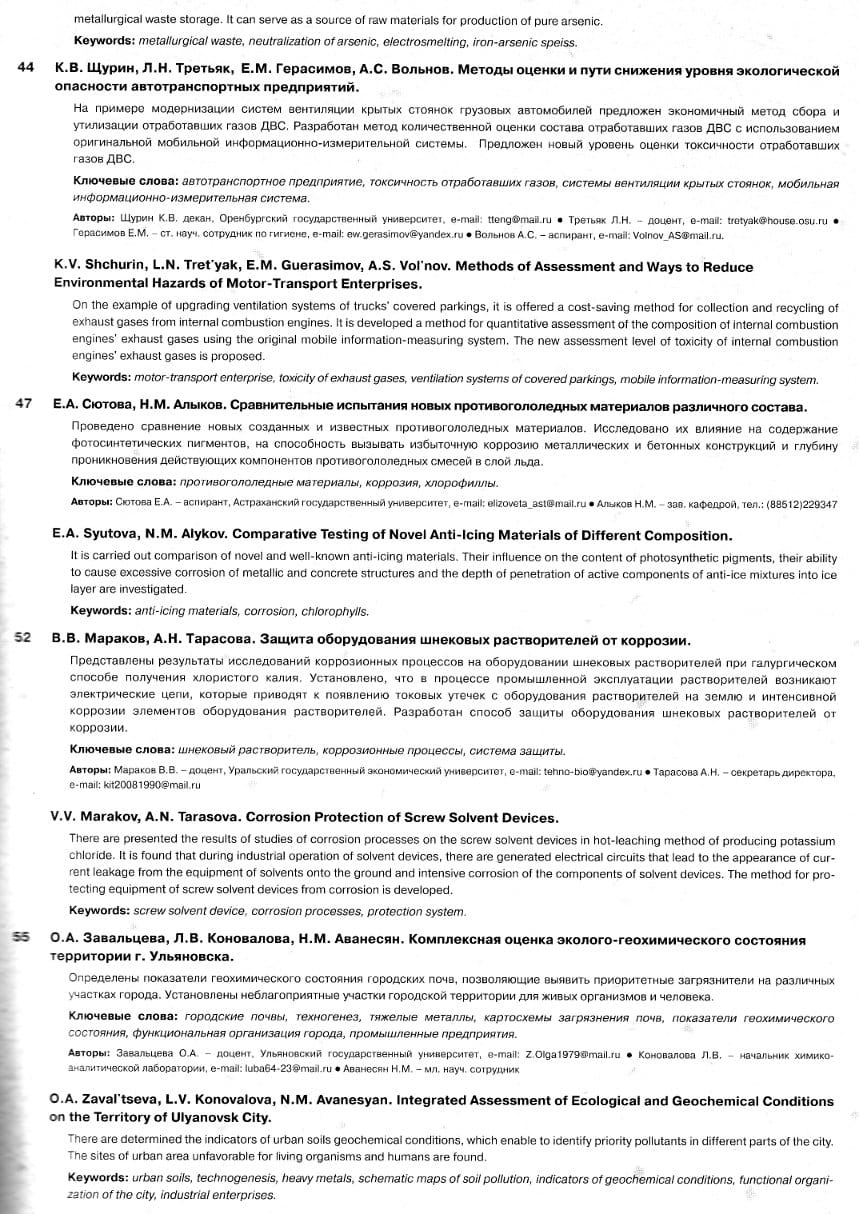 metallurgical waste storage. It can serve as a source of raw materials for production of pure arsenic.
Keywords: metallurgical waste, neutralization of arsenic, electrosmelting, iron-arsenic speiss.
44 К.В. Щурин, Л.Н. Третьяк, Е.М. Герасимов, А.С. Вольнов. Методы оценки и пути снижения уровня экологической
опасности автотранспортных предприятий.
На примере модернизации систем вентиляции крытых стоянок грузовых автомобилей предложен экономичный метод сбора и
утилизации отработавших газов ДВС. Разработан метод количественной оценки состава отработавших газов ДВС с использованием
оригинальной мобильной информационно-измерительной системы. Предложен новый уровень оценки токсичности отработавших
газов ДВС.
Ключевые слова: автотранспортное предприятие, токсичность отработавших газов, системы вентиляции крытых стоянок, мобильная
информационно-измерительная система.
Авторы: Щурин К.В. декан, Оренбургский государственный университет, e-mail: tteng@mail.ru ● Третьяк Л.Н. – доцент, e-mail: tretyak@house.osu.ru ●
Герасимов Е.М. – ст. науч. сотрудник по гигиене, e-mail: ew.gerasimov@yandex.ru ● Вольнов А.С. – аспирант, e-mail: Volnov_AS@mail.ru.
K.V. Shchurin, L.N. Tret'yak, E.M. Guerasimov, A.S. Vol'nov. Methods of Assessment and Ways to Reduce
Environmental Hazards of Motor-Transport Enterprises.
On the example of upgrading ventilation systems of trucks' covered parkings, it is offered a cost-saving method for collection and recycling of
exhaust gases from internal combustion engines. It is developed a method for quantitative assessment of the composition of internal combustion
engines' exhaust gases using the original mobile information-measuring system. The new assessment level of toxicity of internal combustion
engines' exhaust gases is proposed.
Keywords: motor-transport enterprise, toxicity of exhaust gases, ventilation systems of covered parkings, mobile information-measuring system.
47 Е.А. Сютова, Н.М. Алыков. Сравнительные испытания новых противогололедных материалов различного состава.
Проведено сравнение новых созданных и известных противогололедных материалов. Исследовано их влияние на содержание
фотосинтетических пигментов, на способность вызывать избыточную коррозию металлических и бетонных конструкций и глубину
проникновения действующих компонентов противогололедных смесей в слой льда.
Ключевые слова: противогололедные материалы, коррозия, хлорофиллы.
Авторы: Сютова Е.А. – аспирант, Астраханский государственный университет, e-mail: elizoveta_ast@mail.ru ● Алыков Н.М. – зав. кафедрой, тел.: (88512)229347
E.A. Syutova, N.M. Alykov. Comparative Testing of Novel Anti-Icing Materials of Different Composition.
It is carried out comparison of novel and well-known anti-icing materials. Their influence on the content of photosynthetic pigments, their ability
to cause excessive corrosion of metallic and concrete structures and the depth of penetration of active components of anti-ice mixtures into ice
layer are investigated.
Keywords: anti-icing materials, corrosion, chlorophylls.
52 В.В. Мараков, А.Н. Тарасова. Защита оборудования шнековых растворителей от коррозии.
Представлены результаты исследований коррозионных процессов на оборудовании шнековых растворителей при галургическом
способе получения хлористого калия. Установлено, что в процессе промышленной эксплуатации растворителей возникают
электрические цепи, которые приводят к появлению токовых утечек с оборудования растворителей на землю и интенсивной
коррозии элементов оборудования растворителей. Разработан способ защиты оборудования шнековых растворителей от
коррозии.
Ключевые слова: шнековый растворитель, коррозионные процессы, система защиты.
Авторы: Мараков В.В. – доцент, Уральский государственный экономический университет, e-mail: tehno-bio@yandex.ru ● Тарасова А.Н. – секретарь директора,
e-mail: kit20081990@mail.ru
V.V. Marakov, A.N. Tarasova. Corrosion Protection of Screw Solvent Devices.
There are presented the results of studies of corrosion processes on the screw solvent devices in hot-leaching method of producing potassium
chloride. It is found that during industrial operation of solvent devices, there are generated electrical circuits that lead to the appearance of cur-
rent leakage from the equipment of solvents onto the ground and intensive corrosion of the components of solvent devices. The method for pro-
tecting equipment of screw solvent devices from corrosion is developed.
Keywords: screw solvent device, corrosion processes, protection system.
55 О.А. Завальцева, Л.В. Коновалова, Н.М. Аванесян. Комплексная оценка эколого-геохимического состояния
территории г. Ульяновска.
Определены показатели геохимического состояния городских почв, позволяющие выявить приоритетные загрязнители на различных
участках города. Установлены неблагоприятные участки городской территории для живых организмов и человека.
Ключевые слова: городские почвы, техногенез, тяжелые металлы, картосхемы загрязнения почв, показатели геохимического
состояния, функциональная организация города, промышленные предприятия.
Авторы: Завальцева О.А. – доцент, Ульяновский государственный университет, e-mail: Z.Olga1979@mail.ru ● Коновалова Л.В. – начальник химико-
аналитической лаборатории, e-mail: luba64-23@mail.ru ● Аванесян Н.М. – мл. науч. сотрудник
O.A. Zaval'tseva, L.V. Konovalova, N.M. Avanesyan. Integrated Assessment of Ecological and Geochemical Conditions
on the Territory of Ulyanovsk City.
There are determined the indicators of urban soils geochemical conditions, which enable to identify priority pollutants in different parts of the city.
The sites of urban area unfavorable for living organisms and humans are found.
Keywords: urban soils, technogenesis, heavy metals, schematic maps of soil pollution, indicators of geochemical conditions, functional organi-
zation of the city, industrial enterprises.